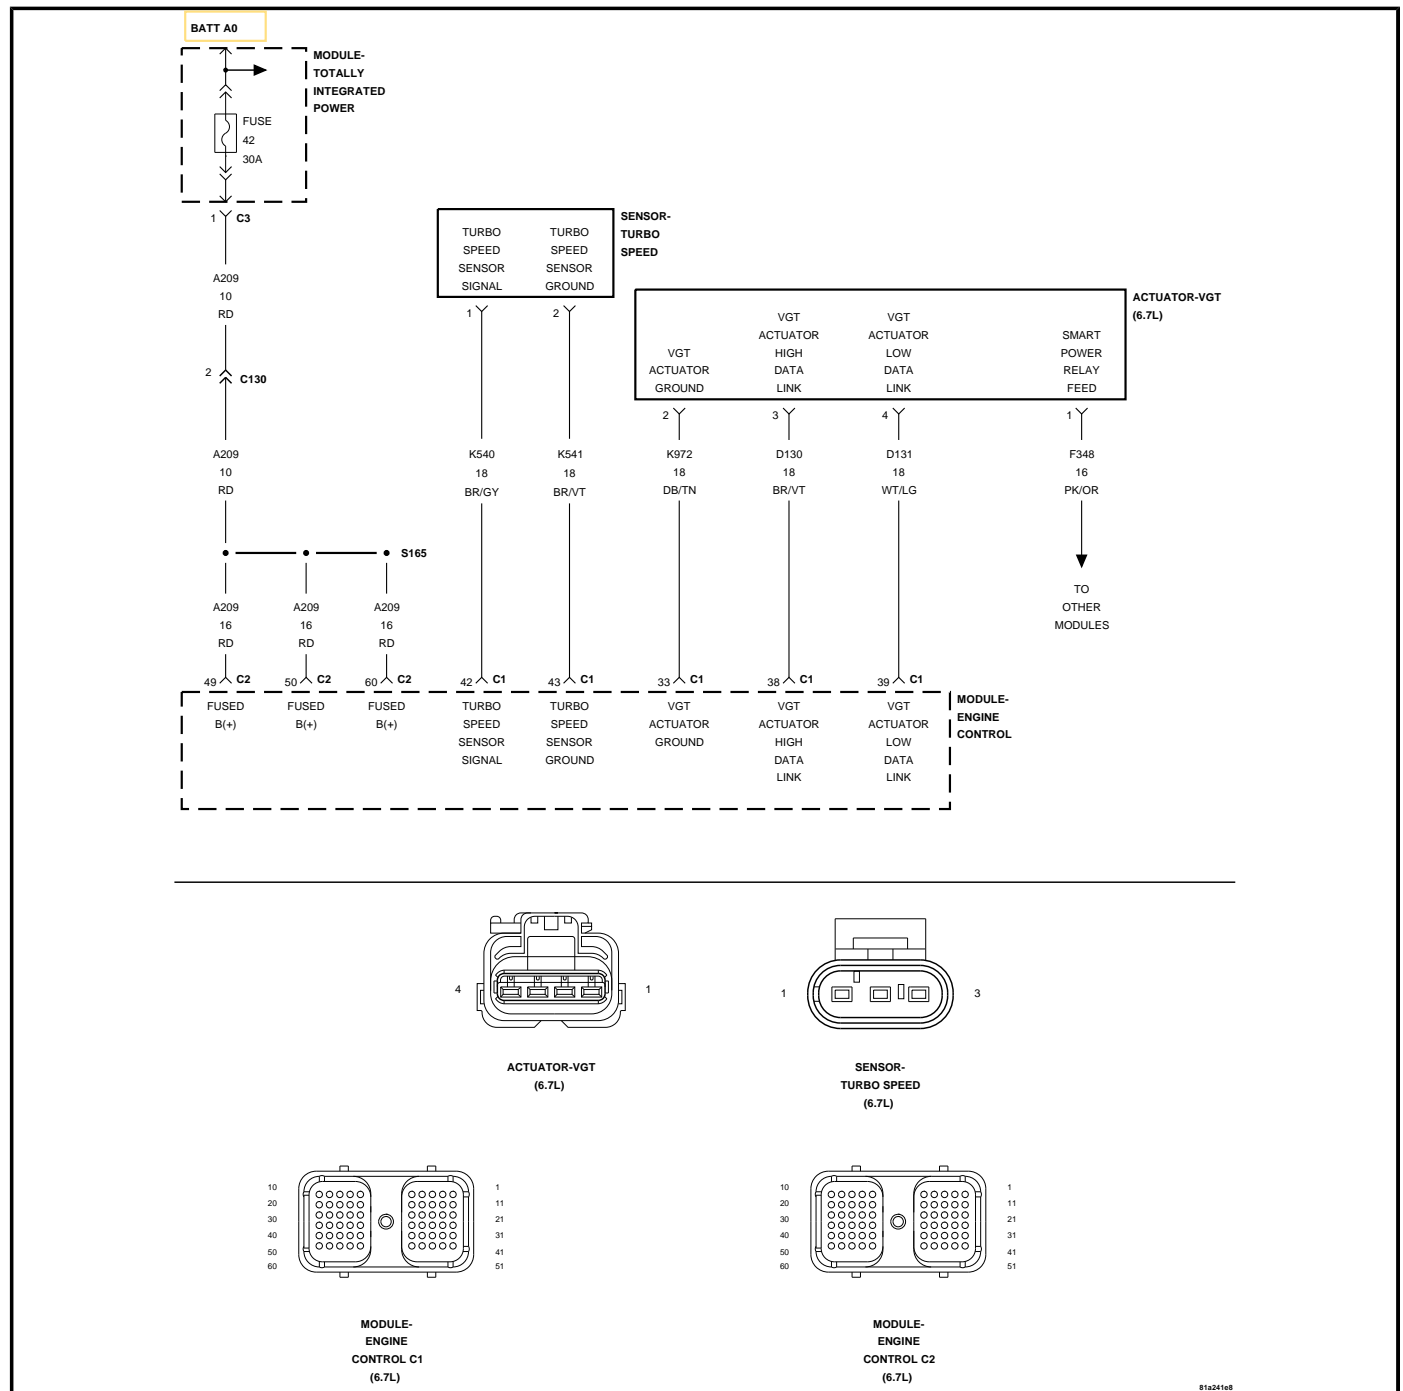 BATT A0
MODULE-
TOTALLY
INTEGRATED
POWER
FUSE
42
30A
1 C3
A209
10
RD
2 C130
A209
10
RD
S165
A209 A209 A209
16 16 16
RD RD RD
SENSOR-
TURBO
SPEED
TURBO TURBO
SPEED SPEED
SENSOR SENSOR
SIGNAL GROUND
1 2
K540 K541
18 18
BR/GY BR/VT
ACTUATOR-VGT
(6.7L)
VGT
ACTUATOR
GROUND
VGT
ACTUATOR
HIGH
DATA
LINK
VGT
ACTUATOR
LOW
DATA
LINK
SMART
POWER
RELAY
FEED
2 3 4 1
K972 D130 D131 F348
18 18 18 16
DB/TN BR/VT WT/LG PK/OR
TO
OTHER
MODULES
49 C2 50 C2 60 C2 42 C1 43 C1 33 C1 38 C1 39 C1
MODULE-
ENGINE
CONTROL
FUSED
B(+)
FUSED
B(+)
FUSED
B(+)
TURBO
SPEED
SENSOR
SIGNAL
TURBO
SPEED
SENSOR
GROUND
VGT
ACTUATOR
GROUND
VGT
ACTUATOR
HIGH
DATA
LINK
VGT
ACTUATOR
LOW
DATA
LINK
4 1
ACTUATOR-VGT
(6.7L)
1 3
SENSOR-
TURBO SPEED
(6.7L)
10 1
20 11
30 21
40 31
50 41
60 51
MODULE-
ENGINE
CONTROL C1
(6.7L)
10 1
20 11
30 21
40 31
50 41
60 51
MODULE-
ENGINE
CONTROL C2
(6.7L)
81a241e8